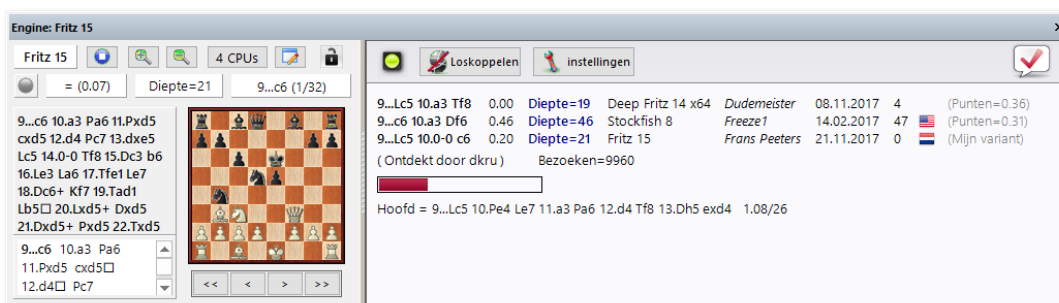 Engine: Fritz 15
Fritz 15 4 CPUs
= (0.07) Diepte=21 9...c6 (1/32)
9...c6 10.a3 Pa6 11.Pxd5
cxd5 12.d4 Pc7 13.dxe5
Lc5 14.0-0 Tf8 15.Dc3 b6
16.Le3 La6 17.Tfe1 Le7
18.Dc6+ Kf7 19.Tad1
Lb5□ 20.Lxd5+ Dxd5
21.Dxd5+ Pxd5 22.Txd5
9...c6 10.a3 Pa6
11.Pxd5 cxd5□
12.d4□ Pc7
<< < > >>
Loskoppelen instellingen
9...Lc5 10.a3 Tf8 0.00 Diepte=19 Deep Fritz 14 x64 Dudemeister 08.11.2017 4 (Punten=0.36)
9...c6 10.a3 Df6 0.46 Diepte=46 Stockfish 8 Freeze1 14.02.2017 47 (Punten=0.31)
9...Lc5 10.0-0 c6 0.20 Diepte=21 Fritz 15 Frans Peeters 21.11.2017 0 (Mijn variant)
( Ontdekt door dkru ) Bezoeken=9960
Hoofd = 9...Lc5 10.Pe4 Le7 11.a3 Pa6 12.d4 Tf8 13.Dh5 exd4 1.08/26